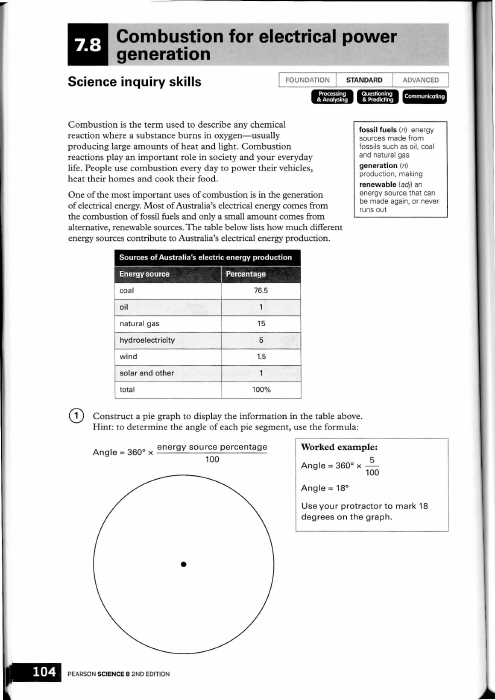 7.8 Combustion for electrical power
generation
Science inquiry skills
FOUNDATION STANDARD ADVANCED
Processing & Analysing Questioning & Predicting Communicating
Combustion is the term used to describe any chemical
reaction where a substance burns in oxygen—usually
producing large amounts of heat and light. Combustion
reactions play an important role in society and your everyday
life. People use combustion every day to power their vehicles,
heat their homes and cook their food.
One of the most important uses of combustion is in the generation
of electrical energy. Most of Australia's electrical energy comes from
the combustion of fossil fuels and only a small amount comes from
alternative, renewable sources. The table below lists how much different
energy sources contribute to Australia's electrical energy production.
fossil fuels (n) energy
sources made from
fossils such as oil, coal
and natural gas
generation (n)
production, making
renewable (adj) an
energy source that can
be made again, or never
runs out
Sources of Australia's electric energy production
Energy source Percentage
coal 76.5
oil 1
natural gas 15
hydroelectricity 5
wind 1.5
solar and other 1
total 100%
1 Construct a pie graph to display the information in the table above.
Hint: to determine the angle of each pie segment, use the formula:
Angle = 360° × energy source percentage
100
Worked example:
Angle = 360° × 5
100
Angle = 18°
Use your protractor to mark 18
degrees on the graph.
104 PEARSON SCIENCE 8 2ND EDITION